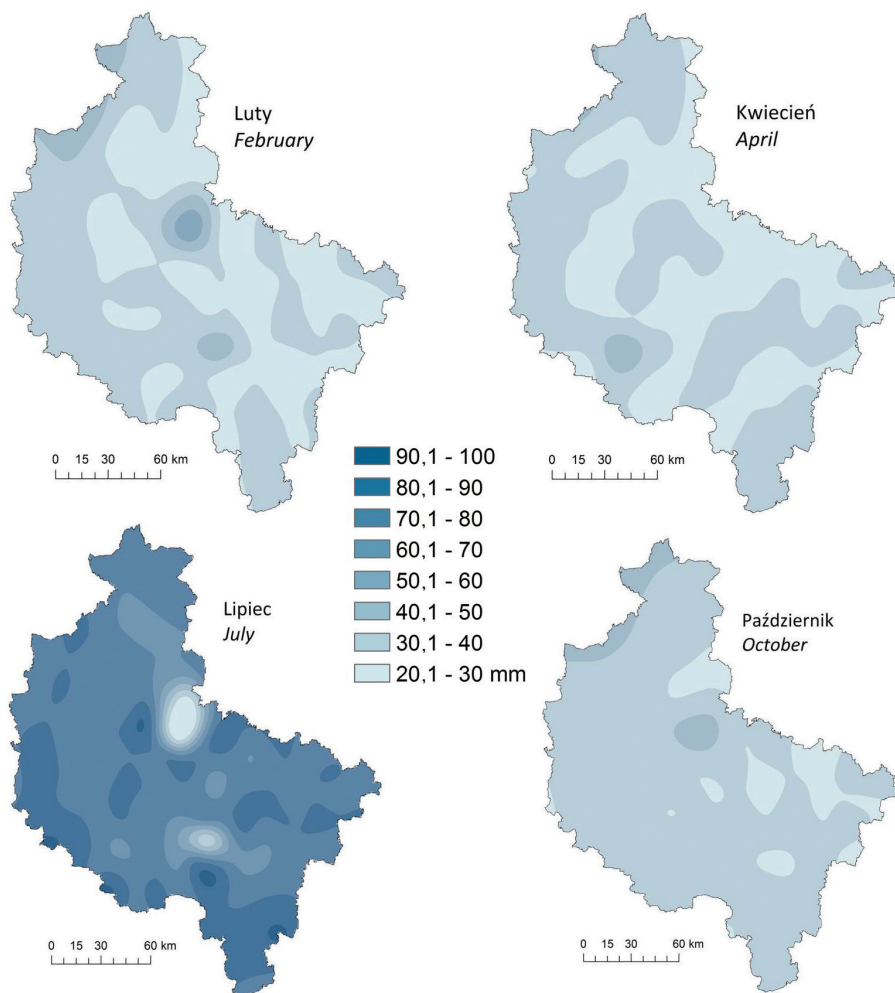 Luty
February
Kwiecień
April
0 15 30 60 km
0 15 30 60 km
90,1 - 100
80,1 - 90
70,1 - 80
60,1 - 70
50,1 - 60
40,1 - 50
30,1 - 40
20,1 - 30 mm
Lipiec
July
Październik
October
0 15 30 60 km
0 15 30 60 km